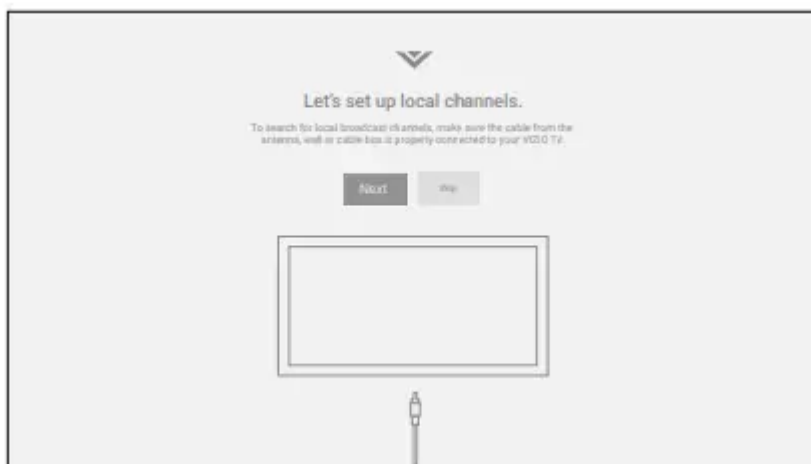 Let's set up local channels.
To search for local broadcast channels, make sure the cable from the
antenna, wall or cable box is properly connected to your VIZIO TV.
Next
Skip